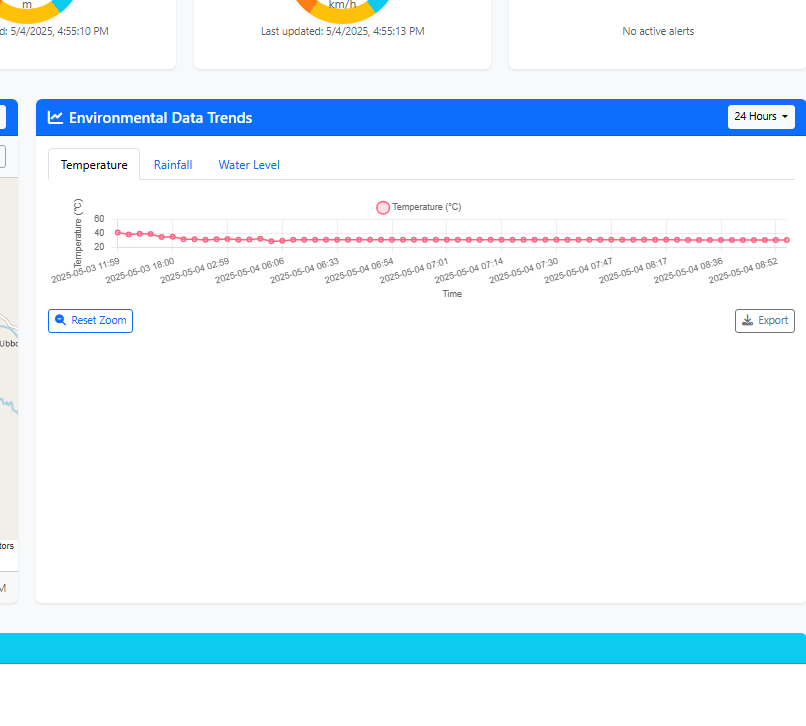 m
km/h
d: 5/4/2025, 4:55:10 PM
Last updated: 5/4/2025, 4:55:13 PM
No active alerts
Environmental Data Trends
24 Hours
Temperature
Rainfall
Water Level
Temperature (°C)
Temperature (°C)
60
40
20
2025-05-03 11:59
2025-05-03 18:00
2025-05-04 02:59
2025-05-04 06:06
2025-05-04 06:33
2025-05-04 06:54
2025-05-04 07:01
2025-05-04 07:14
2025-05-04 07:30
2025-05-04 07:47
2025-05-04 08:17
2025-05-04 08:36
2025-05-04 08:52
Time
Reset Zoom
Export
Ubbo
tors
M